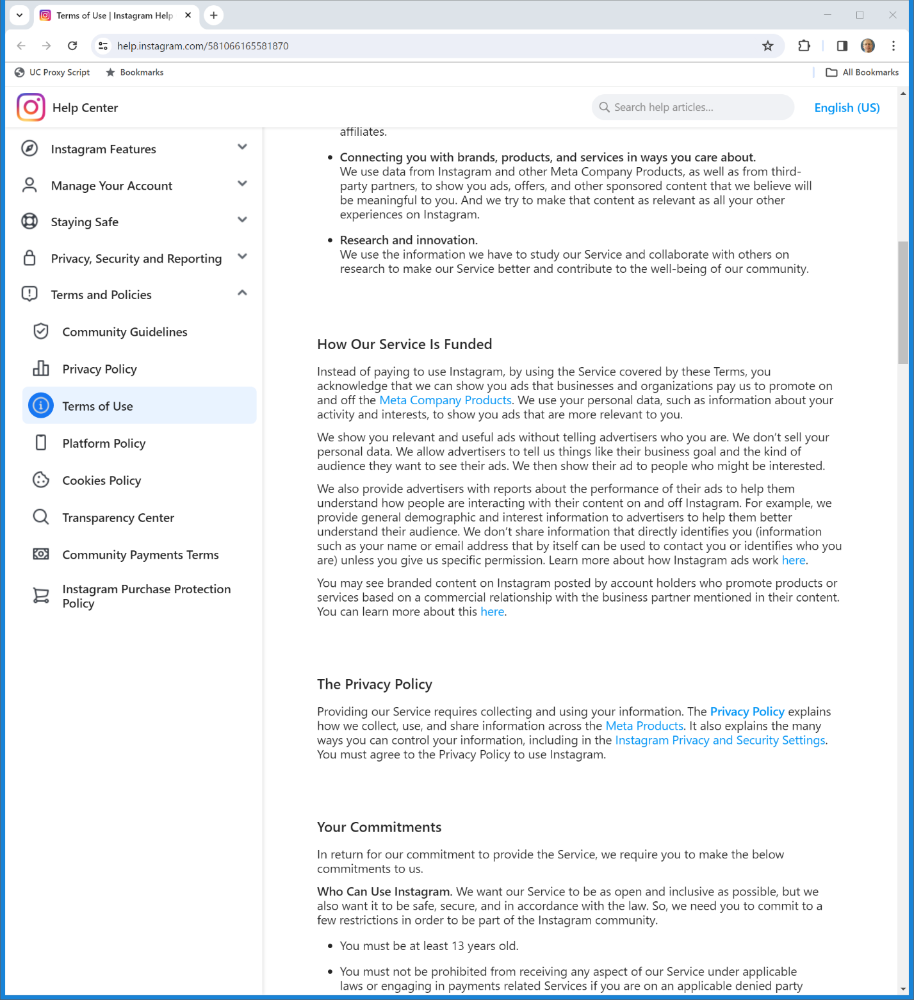 Terms of Use | Instagram Help
help.instagram.com/581066165581870
UC Proxy Script
Bookmarks
All Bookmarks
Help Center
Search help articles...
English (US)
Instagram Features
Manage Your Account
Staying Safe
Privacy, Security and Reporting
Terms and Policies
Community Guidelines
Privacy Policy
Terms of Use
Platform Policy
Cookies Policy
Transparency Center
Community Payments Terms
Instagram Purchase Protection
Policy
affiliates.
• Connecting you with brands, products, and services in ways you care about.
We use data from Instagram and other Meta Company Products, as well as from third-
party partners, to show you ads, offers, and other sponsored content that we believe will
be meaningful to you. And we try to make that content as relevant as all your other
experiences on Instagram.
• Research and innovation.
We use the information we have to study our Service and collaborate with others on
research to make our Service better and contribute to the well-being of our community.
How Our Service Is Funded
Instead of paying to use Instagram, by using the Service covered by these Terms, you
acknowledge that we can show you ads that businesses and organizations pay us to promote on
and off the Meta Company Products. We use your personal data, such as information about your
activity and interests, to show you ads that are more relevant to you.
We show you relevant and useful ads without telling advertisers who you are. We don’t sell your
personal data. We allow advertisers to tell us things like their business goal and the kind of
audience they want to see their ads. We then show their ad to people who might be interested.
We also provide advertisers with reports about the performance of their ads to help them
understand how people are interacting with their content on and off Instagram. For example, we
provide general demographic and interest information to advertisers to help them better
understand their audience. We don’t share information that directly identifies you (information
such as your name or email address that by itself can be used to contact you or identifies who you
are) unless you give us specific permission. Learn more about how Instagram ads work here.
You may see branded content on Instagram posted by account holders who promote products or
services based on a commercial relationship with the business partner mentioned in their content.
You can learn more about this here.
The Privacy Policy
Providing our Service requires collecting and using your information. The Privacy Policy explains
how we collect, use, and share information across the Meta Products. It also explains the many
ways you can control your information, including in the Instagram Privacy and Security Settings.
You must agree to the Privacy Policy to use Instagram.
Your Commitments
In return for our commitment to provide the Service, we require you to make the below
commitments to us.
Who Can Use Instagram. We want our Service to be as open and inclusive as possible, but we
also want it to be safe, secure, and in accordance with the law. So, we need you to commit to a
few restrictions in order to be part of the Instagram community.
• You must be at least 13 years old.
• You must not be prohibited from receiving any aspect of our Service under applicable
laws or engaging in payments related Services if you are on an applicable denied party